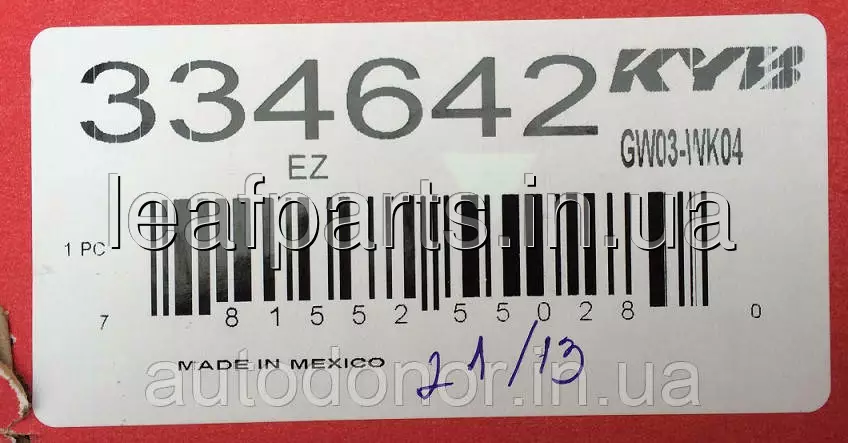 334642 KYB
EZ
GW03-WK04
leafparts.in.ua
1 PC
7 81552 55028 0
MADE IN MEXICO
21/13
autodonor.in.ua